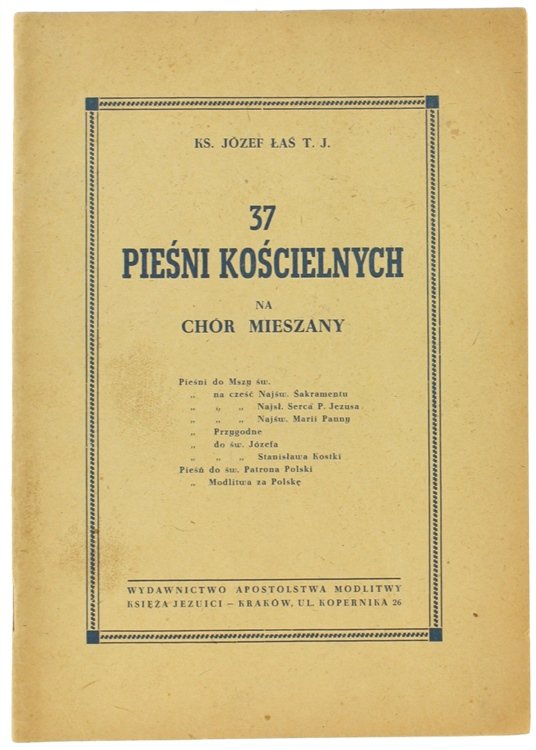 KS. JÓZEF ŁAŚ T. J.
37
PIEŚNI KOŚCIELNYCH
NA
CHÓR MIESZANY
Pieśni do Mszy św.
„ na cześć Najśw. Sakramentu
„ „ „ Najsł. Serca P. Jezusa
„ „ „ Najśw. Marii Panny
„ Przygodne
„ do św. Józefa
„ „ „ Stanisława Kostki
Pieśń do św. Patrona Polski
„ Modlitwa za Polskę
WYDAWNICTWO APOSTOLSTWA MODLITWY
KSIĘŻA JEZUICI – KRAKÓW, UL. KOPERNIKA 26